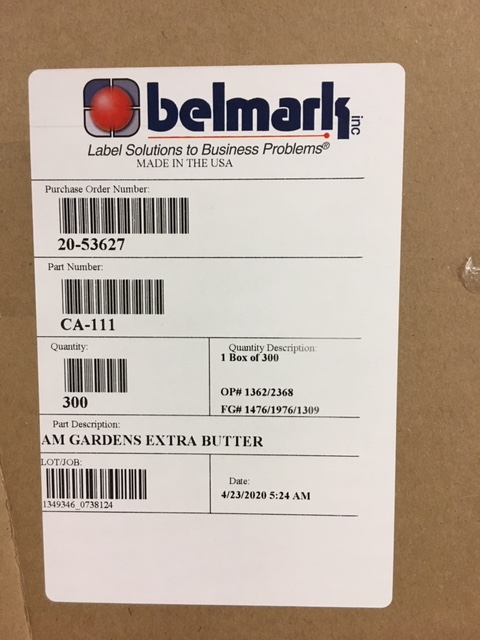 belmark inc
Label Solutions to Business Problems®
MADE IN THE USA
Purchase Order Number:
20-53627
Part Number:
CA-111
Quantity:
300
Quantity Description:
1 Box of 300
OP# 1362/2368
FG# 1476/1976/1309
Part Description:
AM GARDENS EXTRA BUTTER
LOT/JOB:
1349346_0738124
Date:
4/23/2020 5:24 AM